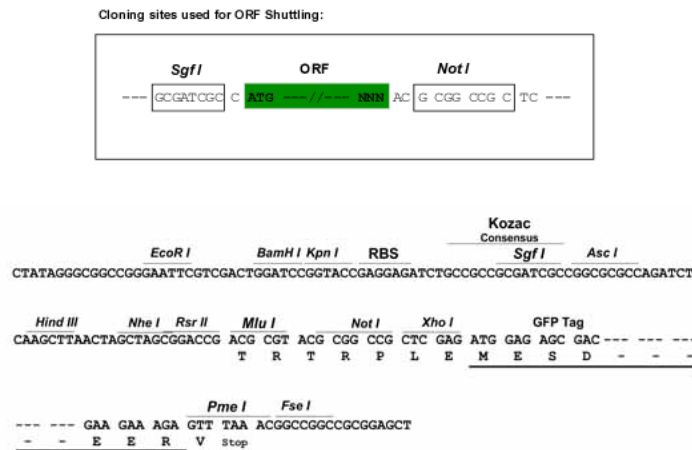 Cloning sites used for ORF Shuttling:
Sgf I ORF Not I
--- GCGATCGC C ATG ---//--- NNN AC G CGG CCG C TC ---
Kozac
Consensus
EcoR I BamH I Kpn I RBS Sgf I Asc I
CTATAGGGCGGCCGGGAATTCGTCGACTGGATCCGGTACCGAGGAGATCTGCCGCCGCGATCGCCGGCGCGCCAGATCT
Hind III Nhe I Rsr II Mlu I Not I Xho I GFP Tag
CAAGCTTAACTAGCTAGCGGACCG ACG CGT ACG CGG CCG CTC GAG ATG GAG AGC GAC --- --- ---
T R T R P L E M E S D - - -
Pme I Fse I
--- --- GAA GAA AGA GTT TAA ACGGCCGGCCGCGGAGCT
- - E E R V Stop